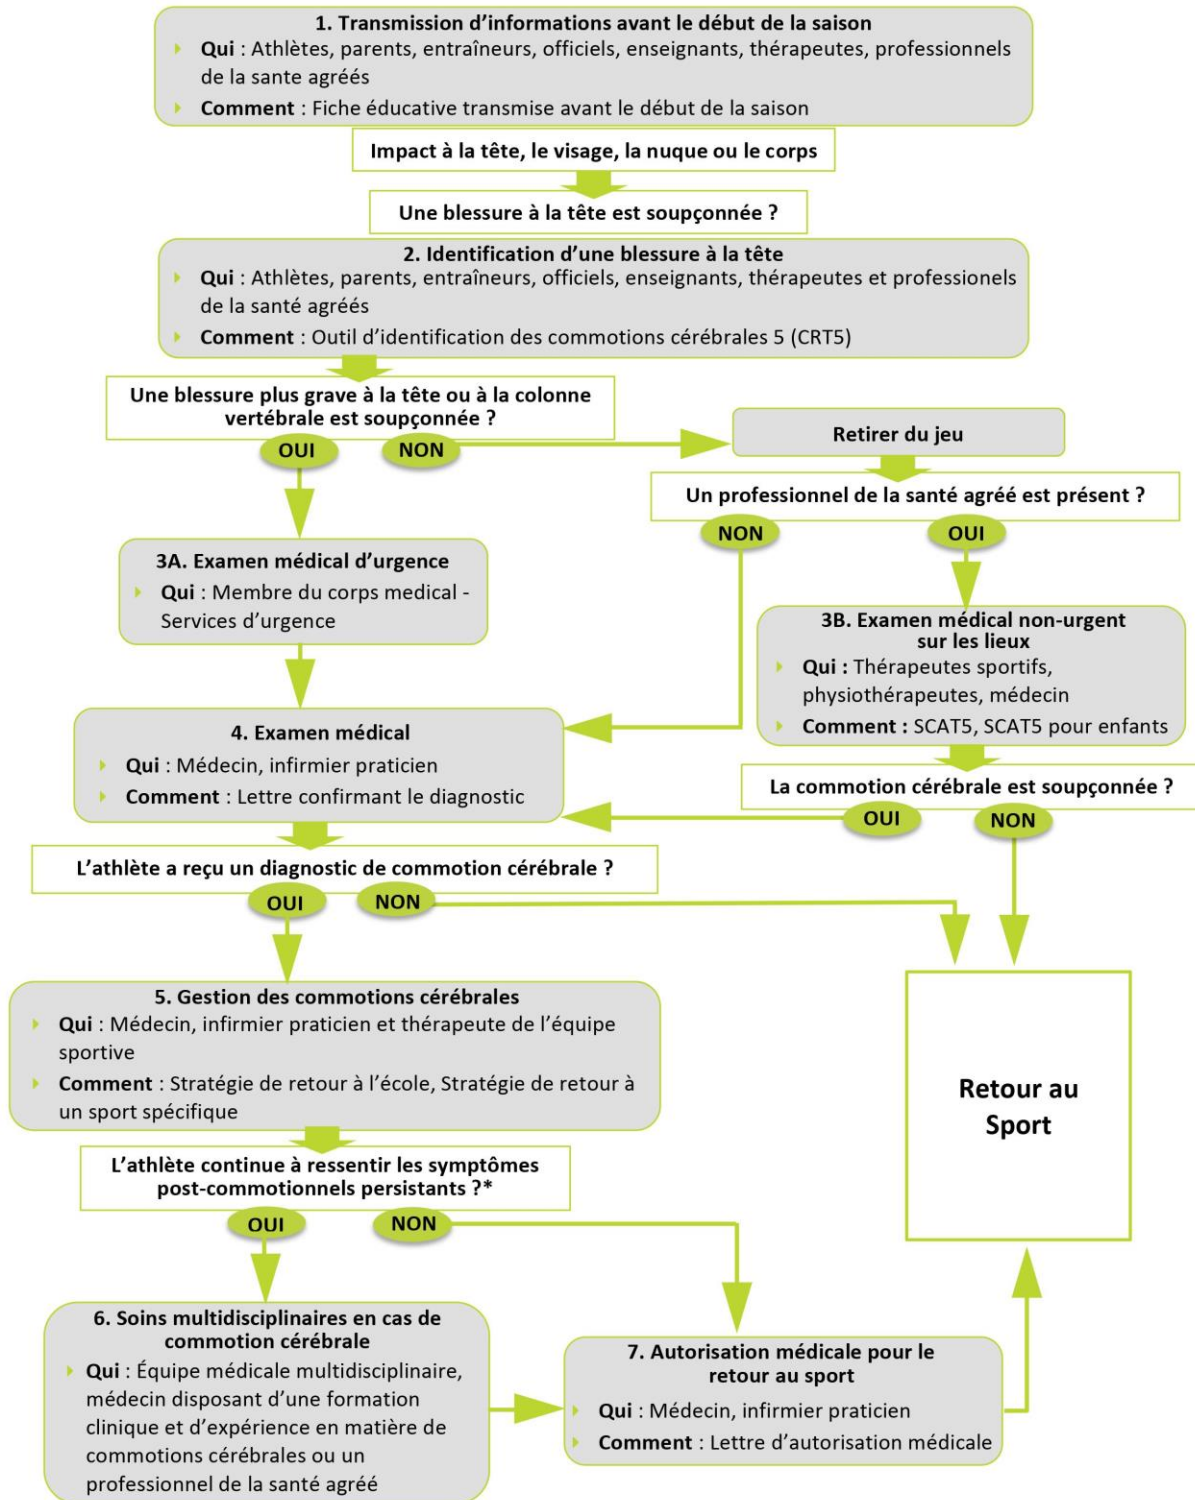 1. Transmission d’informations avant le début de la saison
Qui : Athlètes, parents, entraîneurs, officiels, enseignants, thérapeutes, professionnels
de la sante agréés
Comment : Fiche éducative transmise avant le début de la saison
Impact à la tête, le visage, la nuque ou le corps
Une blessure à la tête est soupçonnée ?
2. Identification d’une blessure à la tête
Qui : Athlètes, parents, entraîneurs, officiels, enseignants, thérapeutes et professionels
de la santé agréés
Comment : Outil d’identification des commotions cérébrales 5 (CRT5)
Une blessure plus grave à la tête ou à la colonne
vertébrale est soupçonnée ?
OUI
NON
Retirer du jeu
Un professionnel de la santé agréé est présent ?
NON
OUI
3A. Examen médical d’urgence
Qui : Membre du corps medical -
Services d’urgence
3B. Examen médical non-urgent
sur les lieux
Qui : Thérapeutes sportifs,
physiothérapeutes, médecin
Comment : SCAT5, SCAT5 pour enfants
4. Examen médical
Qui : Médecin, infirmier praticien
Comment : Lettre confirmant le diagnostic
La commotion cérébrale est soupçonnée ?
OUI
NON
L’athlète a reçu un diagnostic de commotion cérébrale ?
OUI
NON
5. Gestion des commotions cérébrales
Qui : Médecin, infirmier praticien et thérapeute de l’équipe
sportive
Comment : Stratégie de retour à l’école, Stratégie de retour à
un sport spécifique
Retour au
Sport
L’athlète continue à ressentir les symptômes
post-commotionnels persistants ?*
OUI
NON
6. Soins multidisciplinaires en cas de
commotion cérébrale
Qui : Équipe médicale multidisciplinaire,
médecin disposant d’une formation
clinique et d’expérience en matière de
commotions cérébrales ou un
professionnel de la santé agréé
7. Autorisation médicale pour le
retour au sport
Qui : Médecin, infirmier praticien
Comment : Lettre d’autorisation médicale